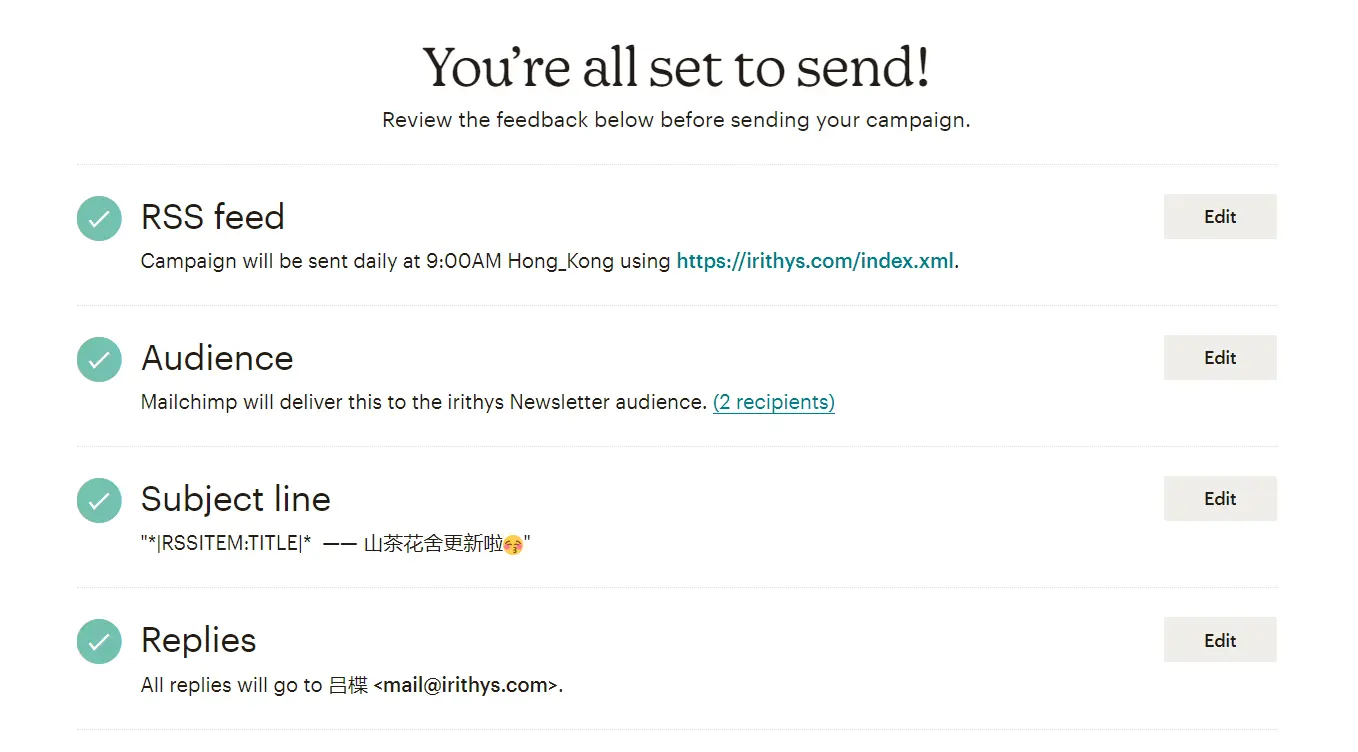 You’re all set to send!
Review the feedback below before sending your campaign.
RSS feed
Edit
Campaign will be sent daily at 9:00AM Hong_Kong using https://irithys.com/index.xml.
Audience
Edit
Mailchimp will deliver this to the irithys Newsletter audience. (2 recipients)
Subject line
Edit
"*|RSSITEM:TITLE|* —— 山茶花舍更新啦😚"
Replies
Edit
All replies will go to 吕楪 <mail@irithys.com>.